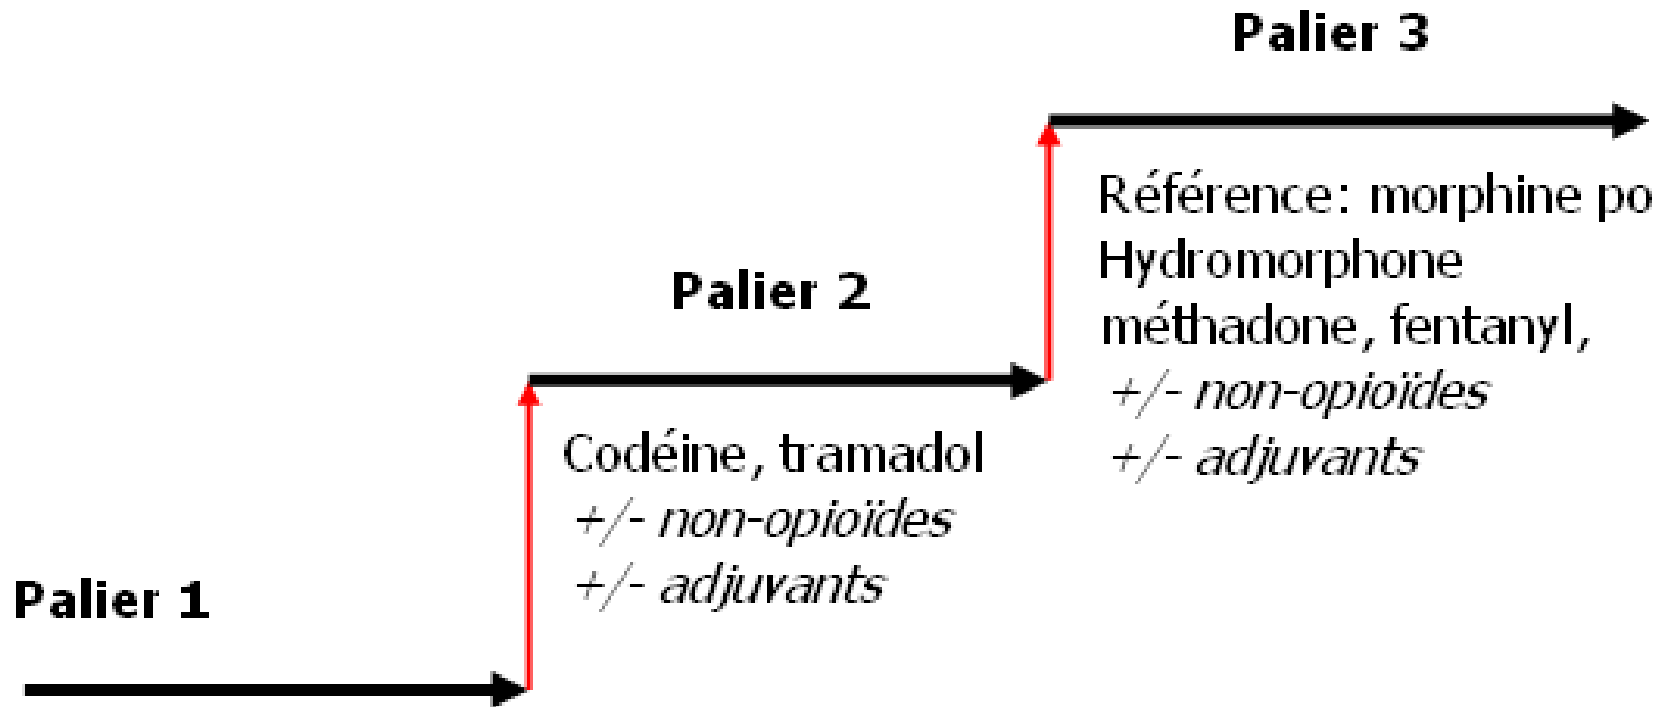 Palier 3
Référence: morphine po
Hydromorphone
méthadone, fentanyl,
+/- non-opioïdes
+/- adjuvants
Palier 2
Codéine, tramadol
+/- non-opioïdes
+/- adjuvants
Palier 1